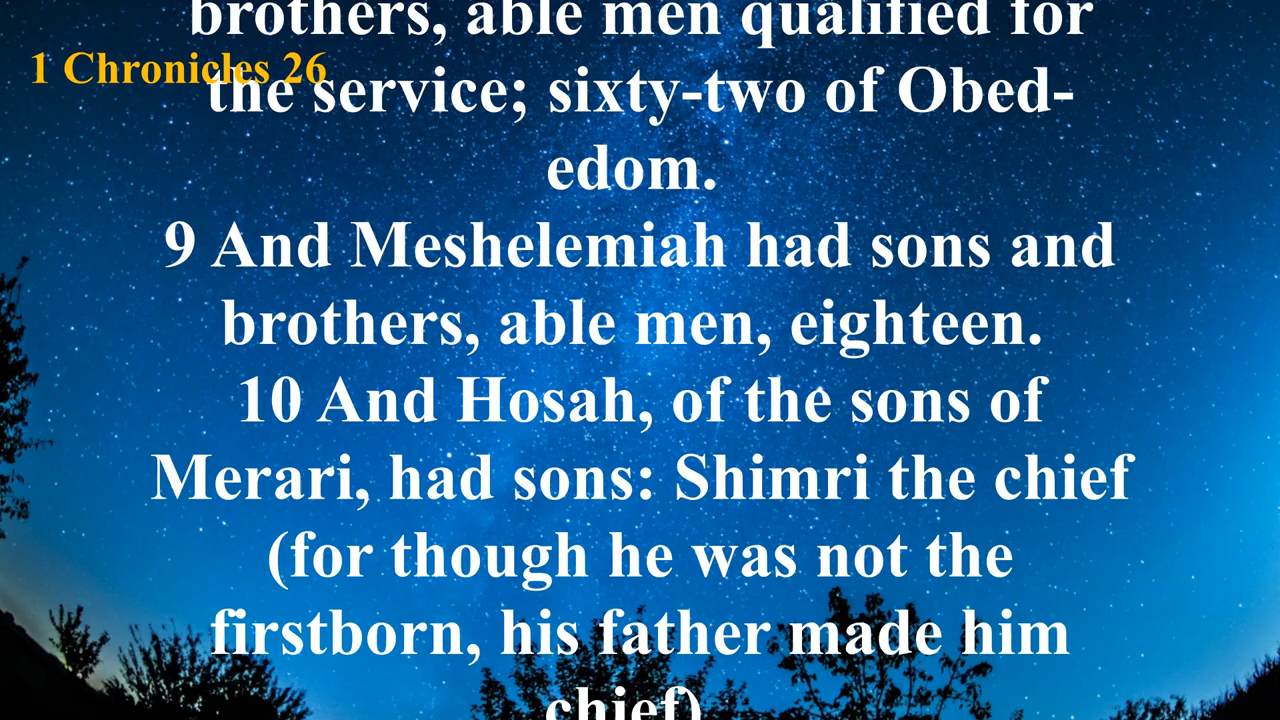 brothers, able men qualified for
1 Chronicles 26
the service; sixty-two of Obed-
edom.
9 And Meshelemiah had sons and
brothers, able men, eighteen.
10 And Hosah, of the sons of
Merari, had sons: Shimri the chief
(for though he was not the
firstborn, his father made him
chief)